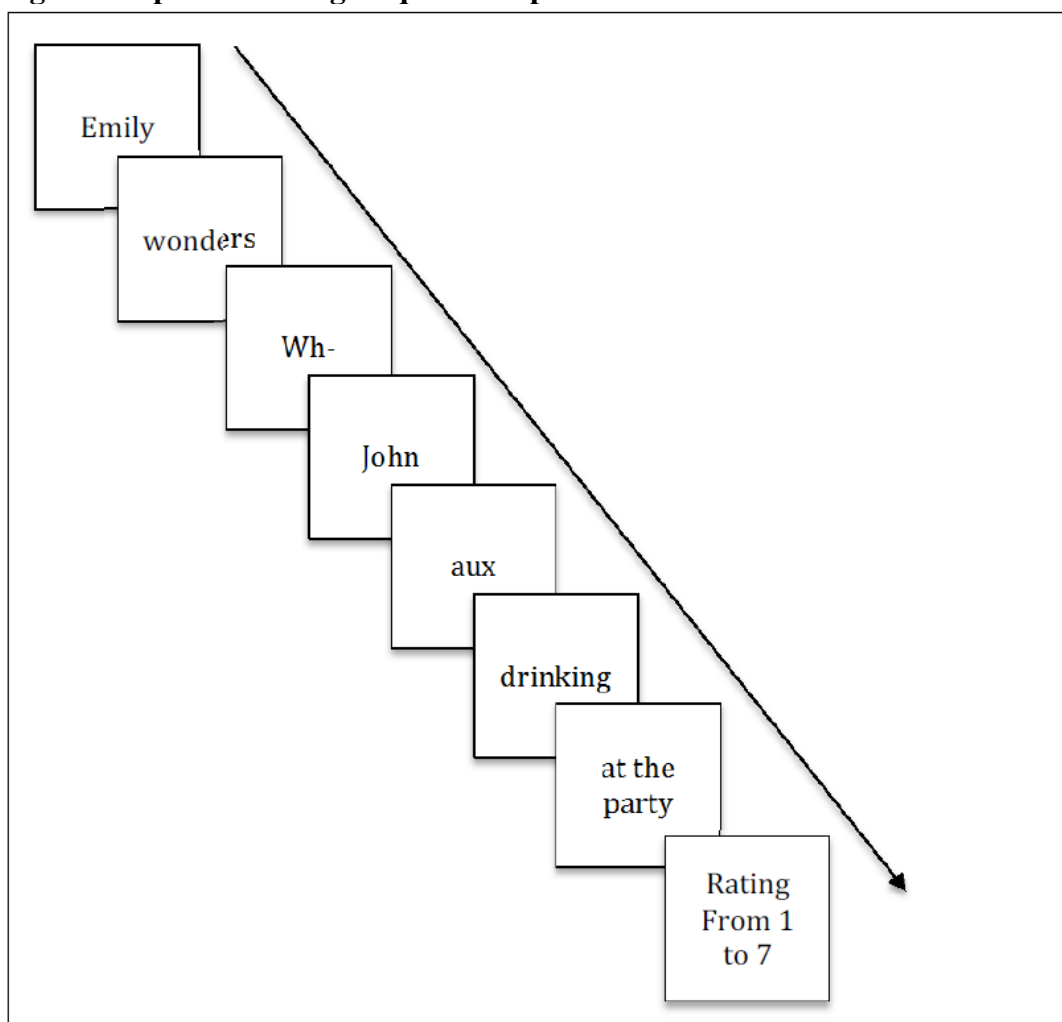 Emily
wonders
Wh-
John
aux
drinking
at the
party
Rating
From 1
to 7